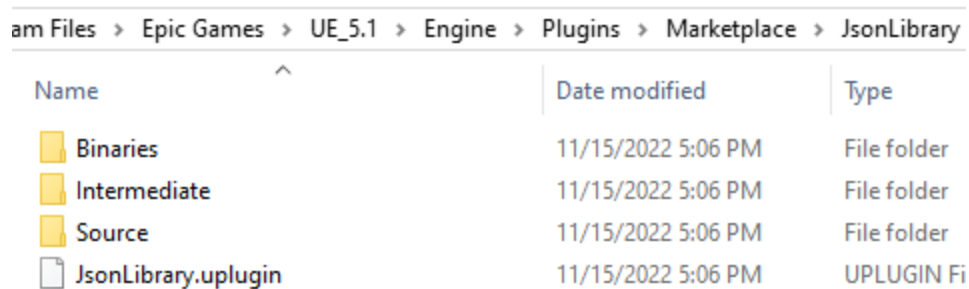 am Files > Epic Games > UE_5.1 > Engine > Plugins > Marketplace > JsonLibrary
Name Date modified Type
Binaries 11/15/2022 5:06 PM File folder
Intermediate 11/15/2022 5:06 PM File folder
Source 11/15/2022 5:06 PM File folder
JsonLibrary.uplugin 11/15/2022 5:06 PM UPLUGIN Fi